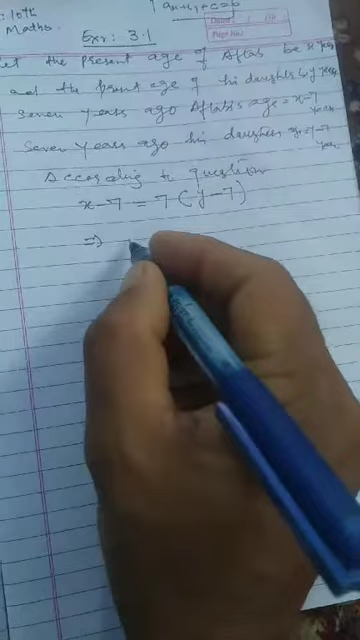 10th
Maths.
Exr: 3.1
Page No.
the present age of Aftab be x years
and the present age of his daughter be y years
Seven years ago Aftab's age = x-7 years
Seven years ago his daughter's age = y-7 years
According to question
x-7 = 7(y-7)
⇒